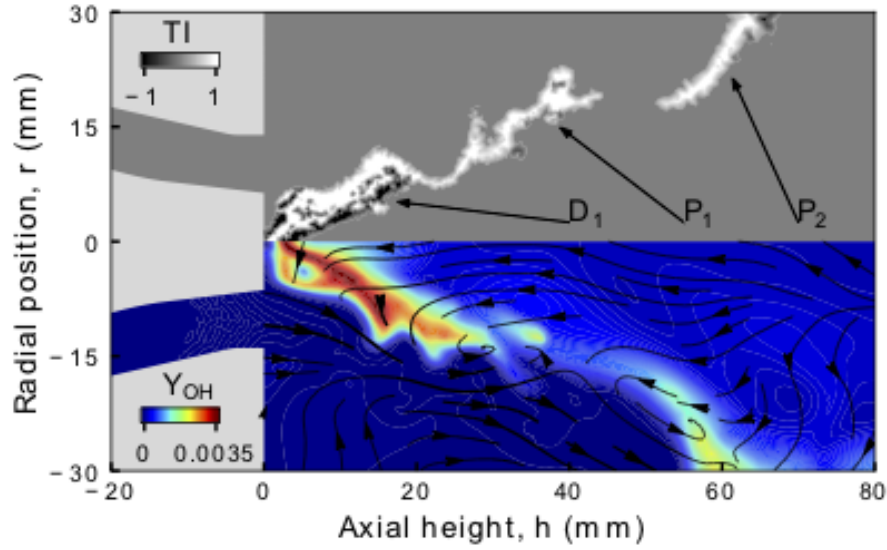 30
TI
−1 1
15
Radial position, r (mm)
D1 P1 P2
0
−15
YOH
0 0.0035
−30
−20 0 20 40 60 80
Axial height, h (mm)